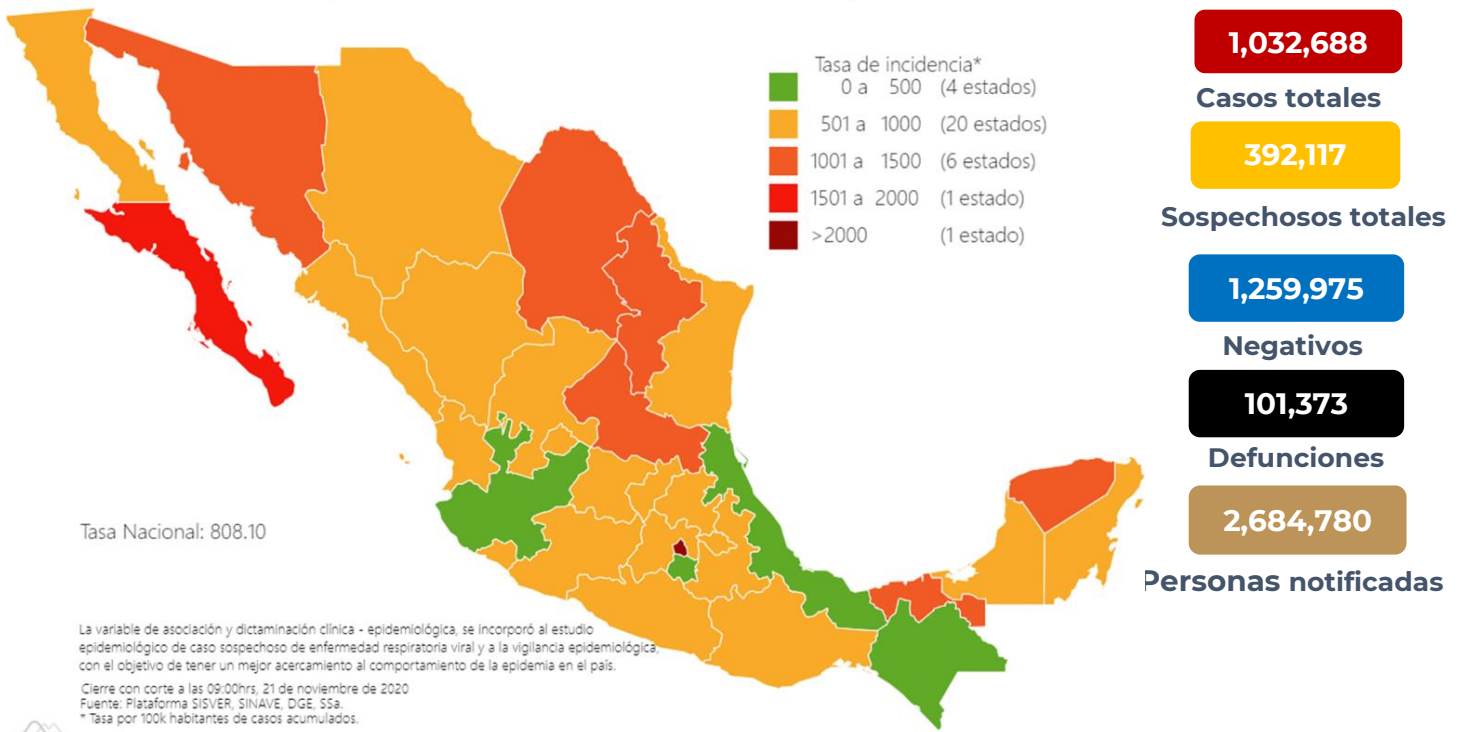 Tasa de incidencia*
0 a 500 (4 estados)
501 a 1000 (20 estados)
1001 a 1500 (6 estados)
1501 a 2000 (1 estado)
>2000 (1 estado)
1,032,688
Casos totales
392,117
Sospechosos totales
1,259,975
Negativos
101,373
Defunciones
2,684,780
Personas notificadas
Tasa Nacional: 808.10
La variable de asociación y dictaminación clínica - epidemiológica, se incorporó al estudio
epidemiológico de caso sospechoso de enfermedad respiratoria viral y a la vigilancia epidemiológica,
con el objetivo de tener un mejor acercamiento al comportamiento de la epidemia en el país.
Cierre con corte a las 09:00hrs, 21 de noviembre de 2020
Fuente: Plataforma SISVER, SINAVE, DGE, SSa.
* Tasa por 100k habitantes de casos acumulados.